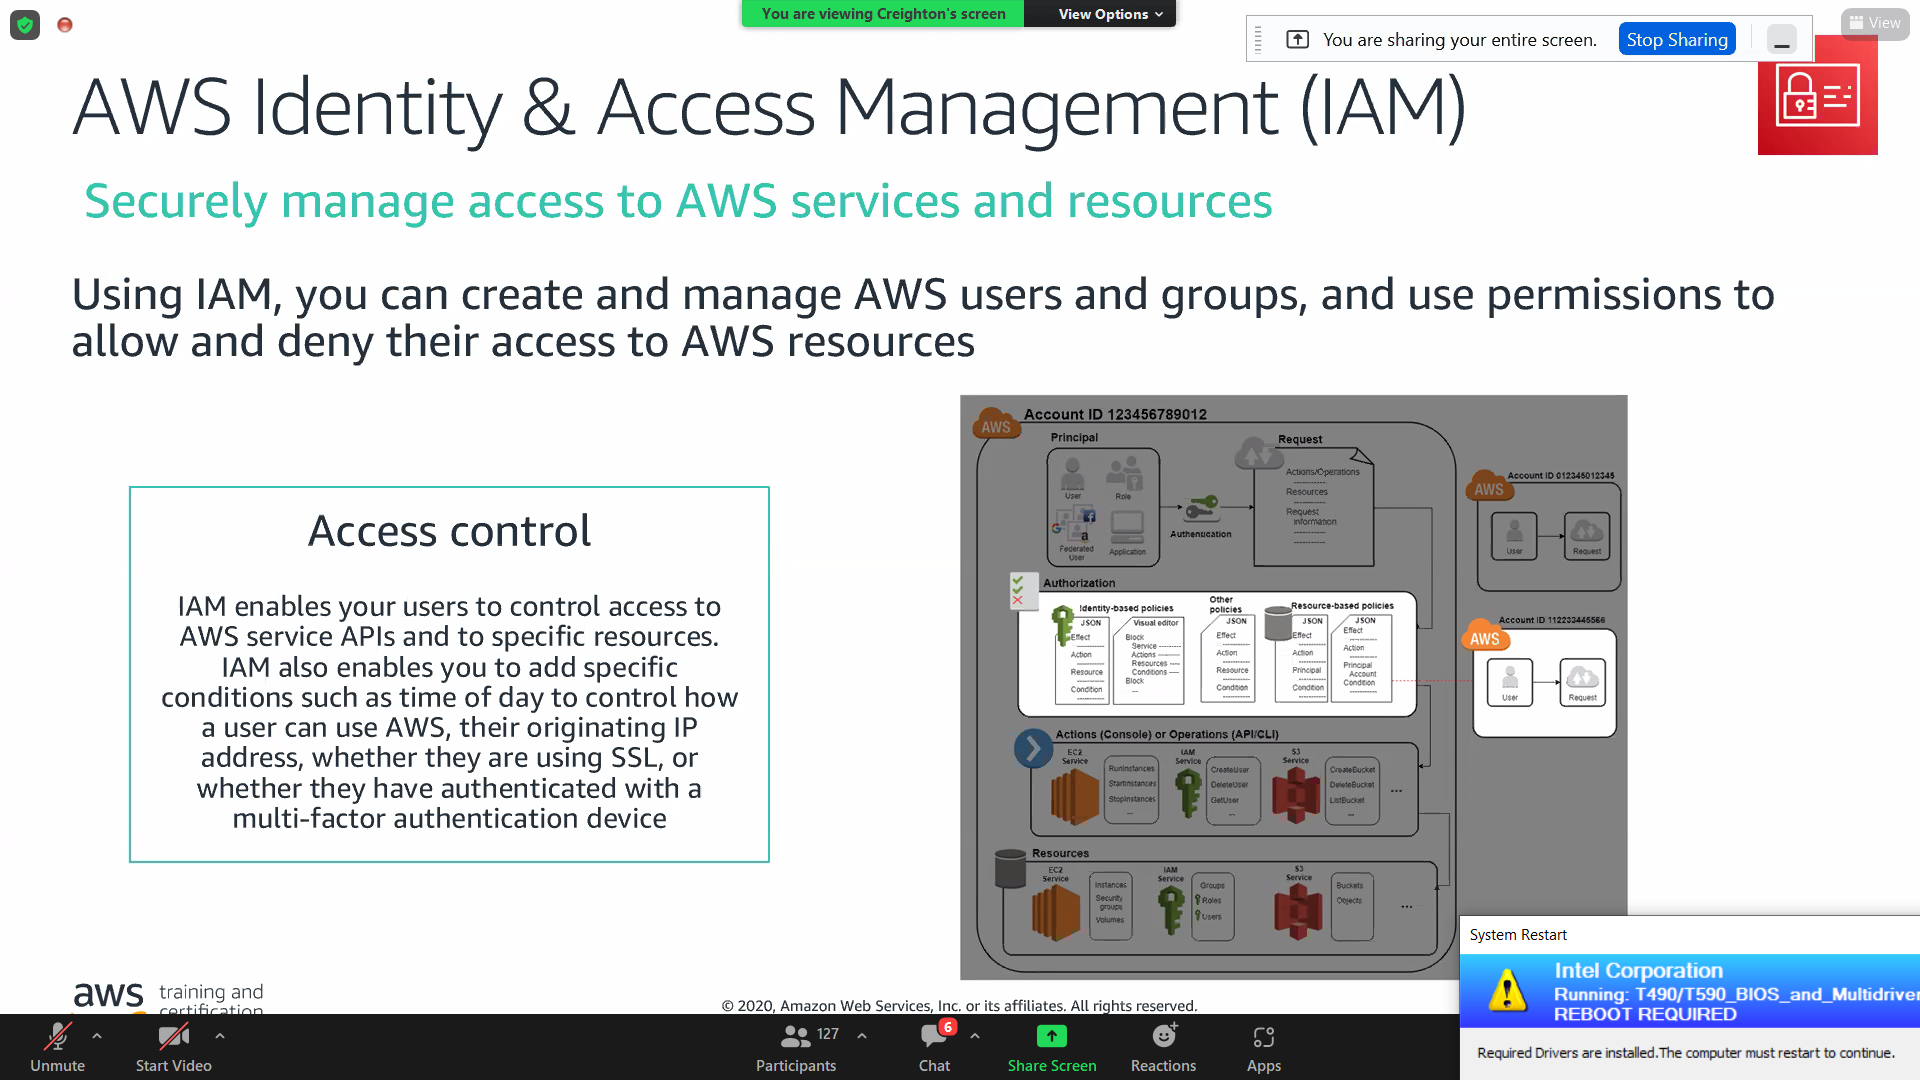 You are viewing Creighton's screen
View Options
You are sharing your entire screen.
Stop Sharing
View
AWS Identity & Access Management (IAM)
Securely manage access to AWS services and resources
Using IAM, you can create and manage AWS users and groups, and use permissions to
allow and deny their access to AWS resources
Access control
IAM enables your users to control access to
AWS service APIs and to specific resources.
IAM also enables you to add specific
conditions such as time of day to control how
a user can use AWS, their originating IP
address, whether they are using SSL, or
whether they have authenticated with a
multi-factor authentication device
AWS
Account ID 123456789012
Principal
User
Role
Federated
User
Application
Authentication
Request
Actions/Operations
Resources
Request
Information
AWS
Account ID 012345012345
User
Request
Authorization
Identity-based policies
JSON
Effect
Action
Resource
Condition
Visual editor
Block
Service
Actions
Resources
Conditions
Block
Other
policies
JSON
Effect
Action
Resource
Condition
Resource-based policies
JSON
Effect
Action
Principal
Condition
JSON
Effect
Action
Principal
Account
Condition
AWS
Account ID 112233445566
User
Request
Actions (Console) or Operations (API/CLI)
EC2
Service
RunInstances
StartInstances
StopInstances
...
IAM
Service
CreateUser
DeleteUser
GetUser
...
S3
Service
CreateBucket
DeleteBucket
ListBucket
...
...
Resources
EC2
Service
Instances
Security
groups
Volumes
IAM
Service
Groups
Roles
Users
S3
Service
Buckets
Objects
...
aws training and
certification
© 2020, Amazon Web Services, Inc. or its affiliates. All rights reserved.
System Restart
Intel Corporation
Running: T490/T590_BIOS_and_Multidriver
REBOOT REQUIRED
Required Drivers are installed.The computer must restart to continue.
Unmute
Start Video
127
Participants
6
Chat
Share Screen
Reactions
Apps